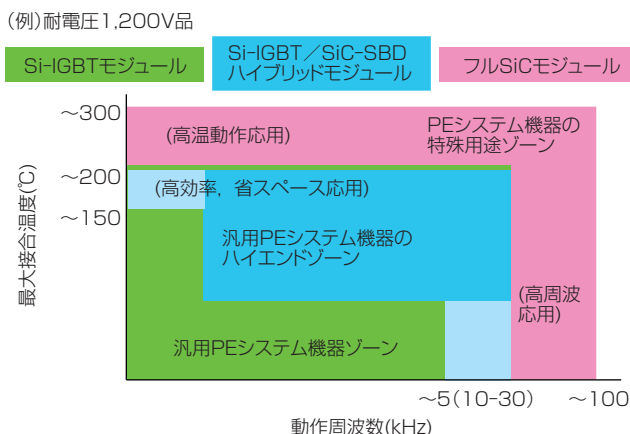 (例)耐電圧1,200V品
Si-IGBTモジュール
Si-IGBT／SiC-SBD
ハイブリッドモジュール
フルSiCモジュール
～300
～200
～150
最大接合温度(℃)
(高温動作応用)
PEシステム機器の
特殊用途ゾーン
(高効率，省スペース応用)
汎用PEシステム機器の
ハイエンドゾーン
(高周波
応用)
汎用PEシステム機器ゾーン
～5(10-30)
～100
動作周波数(kHz)